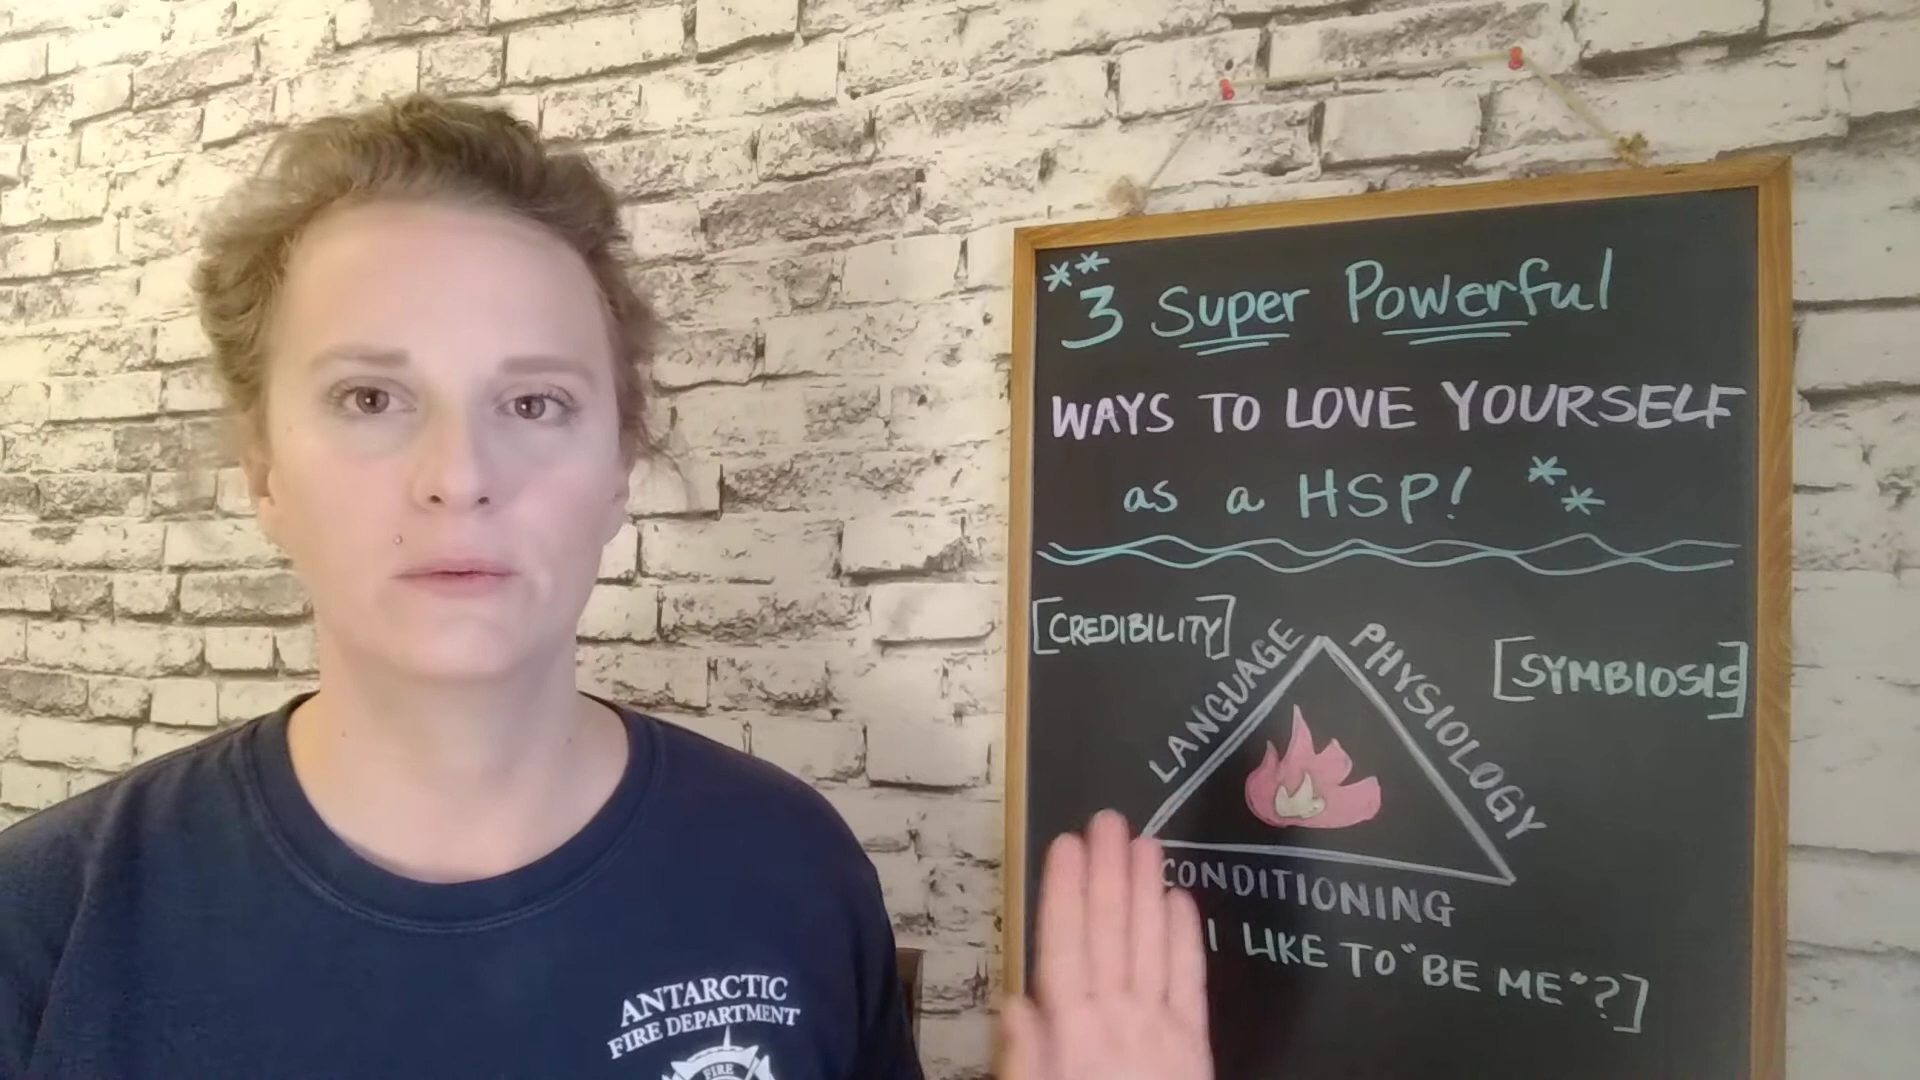 ** 3 Super Powerful
WAYS TO LOVE YOURSELF
as a HSP! **
[CREDIBILITY]
LANGUAGE
PHYSIOLOGY
[SYMBIOSIS]
CONDITIONING
I LIKE TO "BE ME"?]
ANTARCTIC
FIRE DEPARTMENT
FIRE